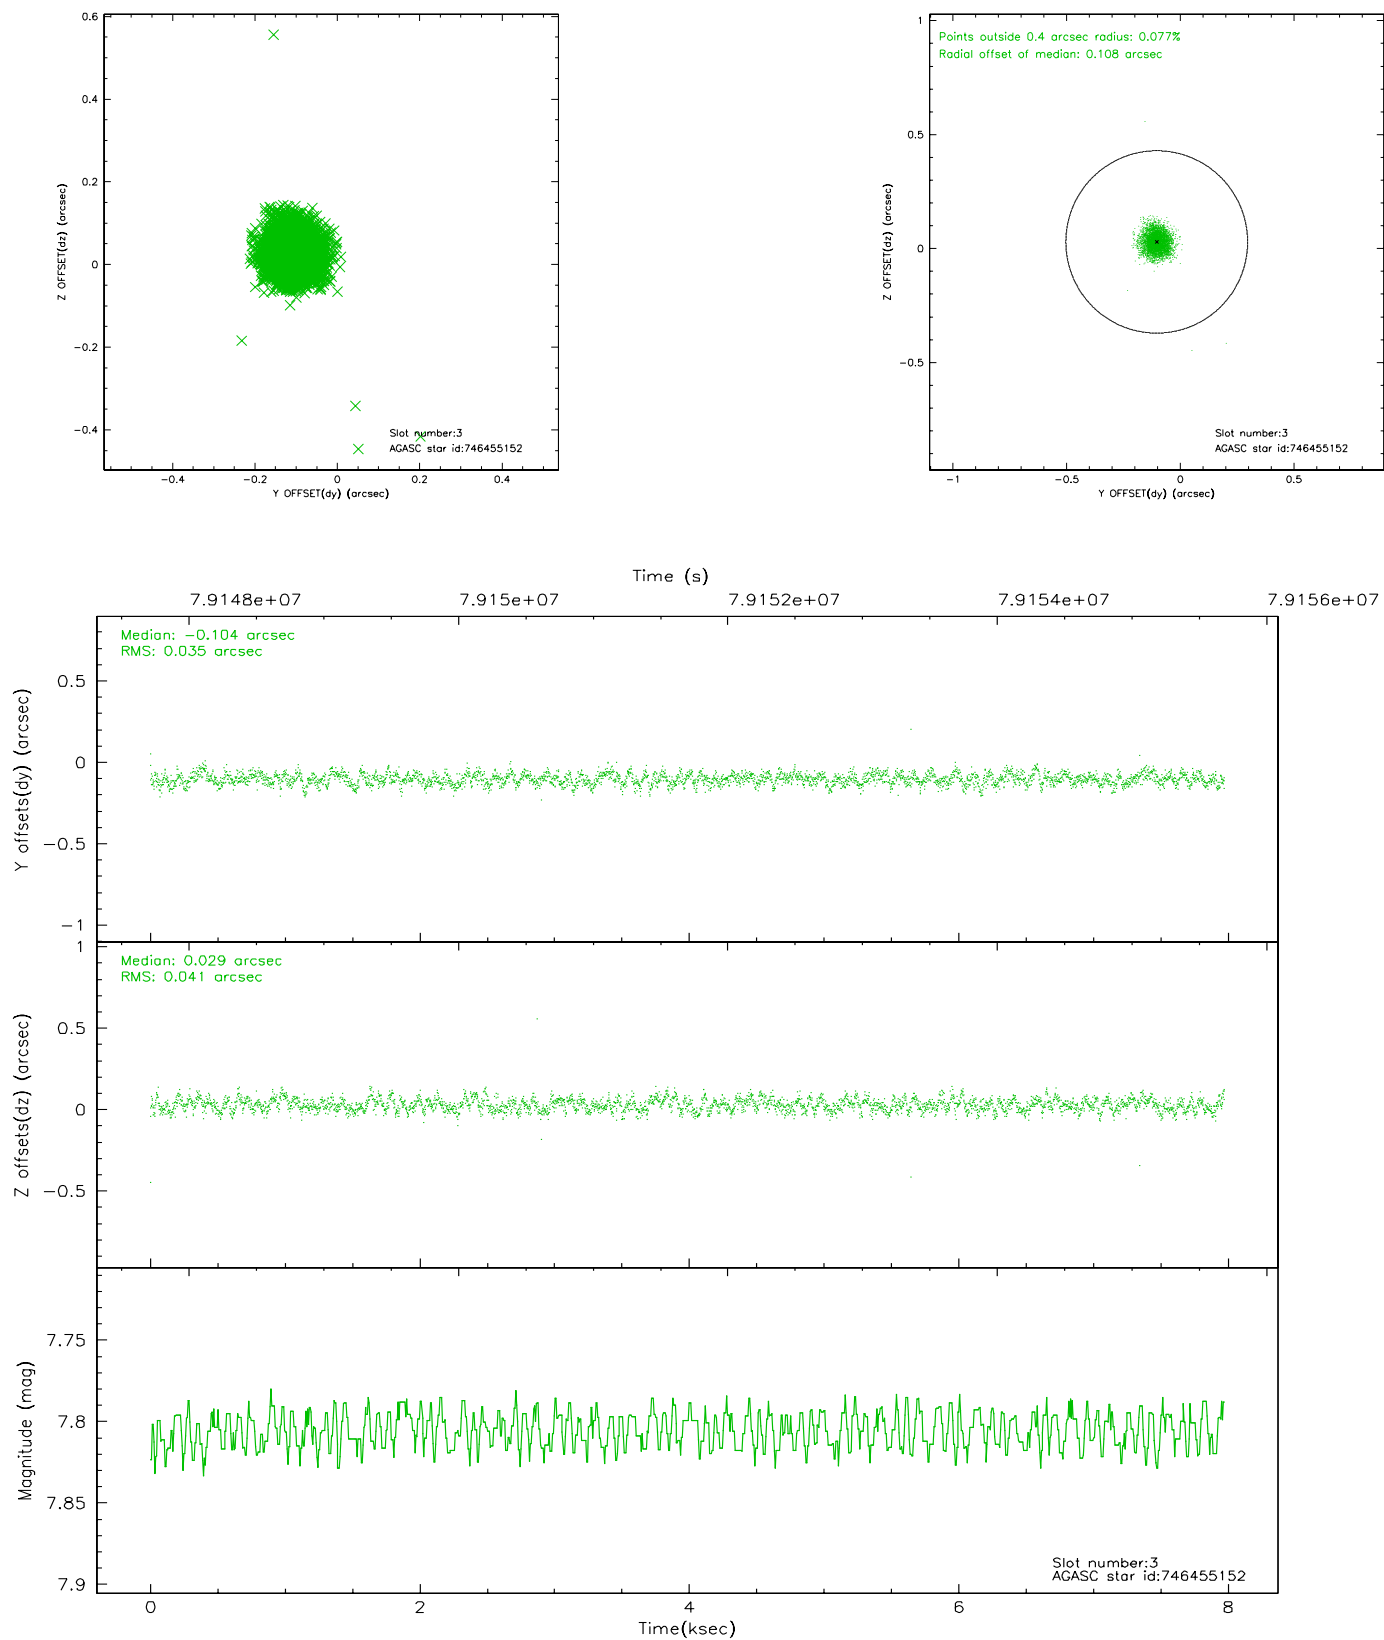 0.6
0.4
0.2
0
−0.2
−0.4
Z OFFSET(dz) (arcsec)
Slot number:3
AGASC star id:746455152
−0.4 −0.2 0 0.2 0.4
Y OFFSET(dy) (arcsec)
Points outside 0.4 arcsec radius: 0.077%
Radial offset of median: 0.108 arcsec
1
0.5
0
−0.5
Z OFFSET(dz) (arcsec)
Slot number:3
AGASC star id:746455152
−1 −0.5 0 0.5
Y OFFSET(dy) (arcsec)
Time (s)
7.9148e+07 7.915e+07 7.9152e+07 7.9154e+07 7.9156e+07
Median: −0.104 arcsec
RMS: 0.035 arcsec
0.5
0
−0.5
−1
Y offsets(dy) (arcsec)
Median: 0.029 arcsec
RMS: 0.041 arcsec
1
0.5
0
−0.5
Z offsets(dz) (arcsec)
7.75
7.8
7.85
7.9
Magnitude (mag)
Slot number:3
AGASC star id:746455152
0 2 4 6 8
Time(ksec)